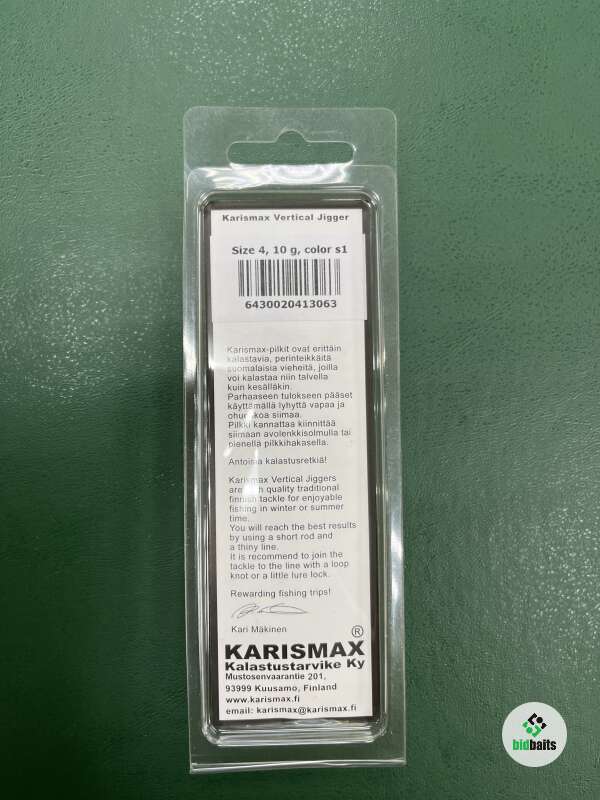 Karismax Vertical Jigger
Size 4, 10 g, color s1
6430020413063
Karismax-pilkit ovat erittäin
kalastavia, perinteikkäitä
suomalaisia vieheitä, joilla
voi kalastaa niin talvella
kuin kesälläkin.
Parhaaseen tulokseen pääset
käyttämällä lyhyttä vapaa ja
ohutta koa siimaa.
Pilkki kannattaa kiinnittää
siimaan avolenkkisolmulla tai
pienellä pilkkihakasella.
Antoisia kalastusretkiä!
Karismax Vertical Jiggers
are quality traditional
finnish tackle for enjoyable
fishing in winter or summer
time.
You will reach the best results
by using a short rod and
a thiny line.
It is recommend to join the
tackle to the line with a loop
knot or a little lure lock.
Rewarding fishing trips!
Kari Mäkinen
KARISMAX ®
Kalastustarvike Ky
Mustosenvaarantie 201,
93999 Kuusamo, Finland
www.karismax.fi
email: karismax@karismax.fi
bidbaits